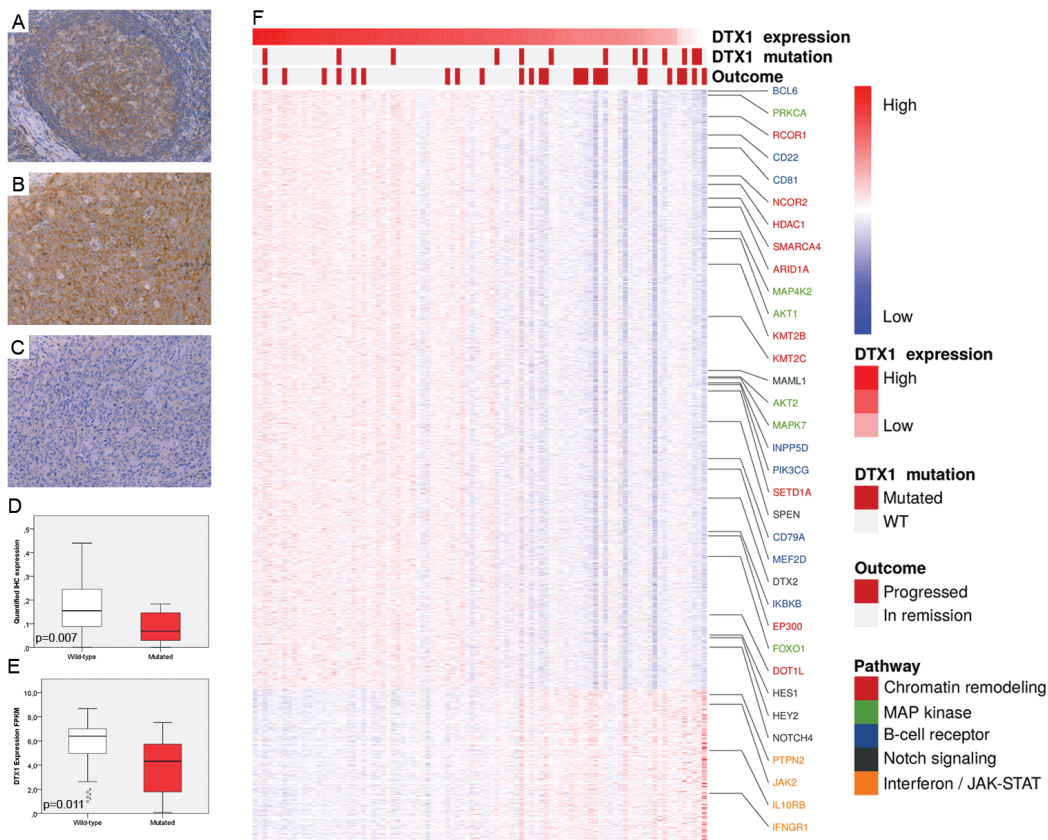 A
B
C
D
Quantified IHC expression
,5
,4
,3
,2
,1
,0
p=0.007
Wild-type
Mutated
E
DTX1 Expression FPKM
10,0
8,0
6,0
4,0
2,0
,0
p=0.011
Wild-type
Mutated
F
DTX1 expression
DTX1 mutation
Outcome
BCL6
PRKCA
RCOR1
CD22
CD81
NCOR2
HDAC1
SMARCA4
ARID1A
MAP4K2
AKT1
KMT2B
KMT2C
MAML1
AKT2
MAPK7
INPP5D
PIK3CG
SETD1A
SPEN
CD79A
MEF2D
DTX2
IKBKB
EP300
FOXO1
DOT1L
HES1
HEY2
NOTCH4
PTPN2
JAK2
IL10RB
IFNGR1
High
Low
DTX1 expression
High
Low
DTX1 mutation
Mutated
WT
Outcome
Progressed
In remission
Pathway
Chromatin remodeling
MAP kinase
B-cell receptor
Notch signaling
Interferon / JAK-STAT